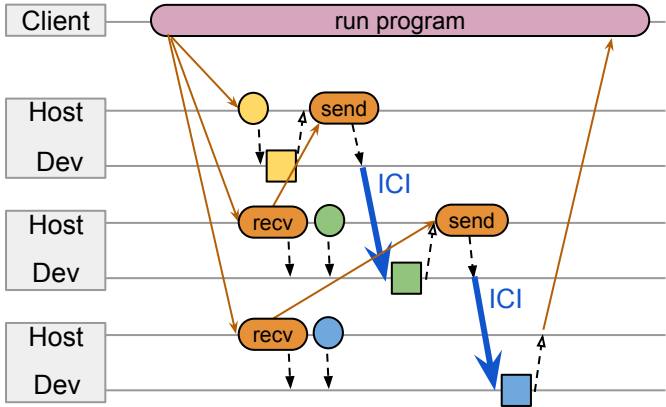 Client
run program
Host
send
Dev
ICI
Host
recv
send
Dev
ICI
Host
recv
Dev